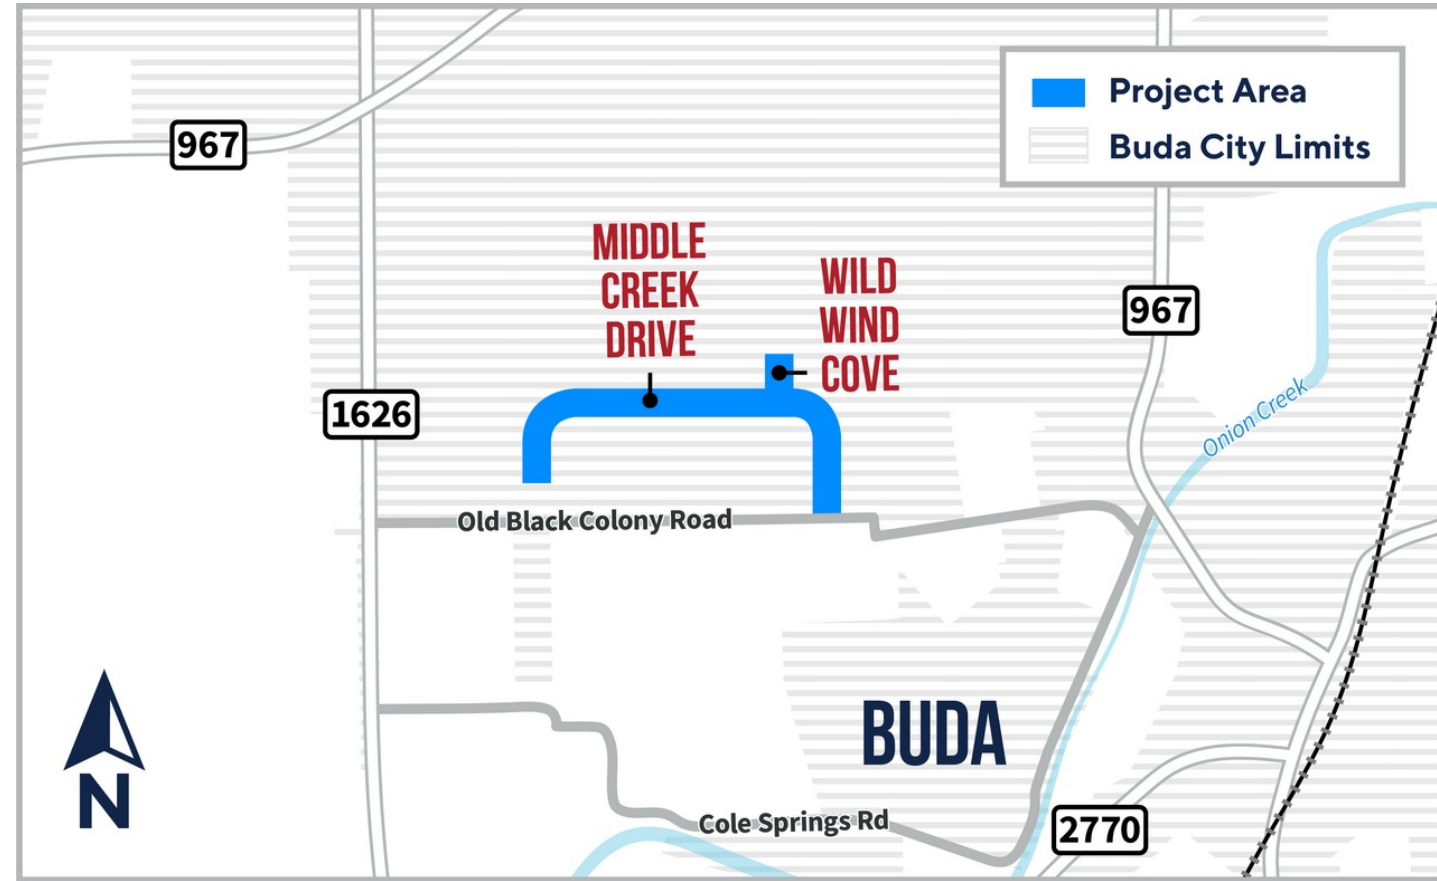 Project Area
Buda City Limits
967
MIDDLE
CREEK
DRIVE
WILD
WIND
COVE
967
1626
Onion Creek
Old Black Colony Road
BUDA
N
Cole Springs Rd
2770